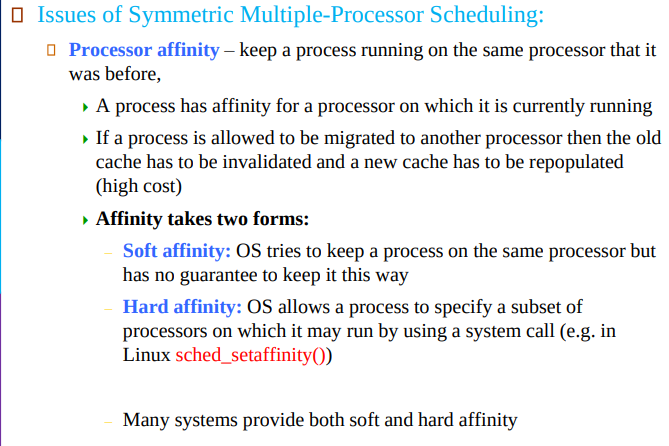 Issues of Symmetric Multiple-Processor Scheduling:
Processor affinity – keep a process running on the same processor that it
was before,
A process has affinity for a processor on which it is currently running
If a process is allowed to be migrated to another processor then the old
cache has to be invalidated and a new cache has to be repopulated
(high cost)
Affinity takes two forms:
– Soft affinity: OS tries to keep a process on the same processor but
has no guarantee to keep it this way
– Hard affinity: OS allows a process to specify a subset of
processors on which it may run by using a system call (e.g. in
Linux sched_setaffinity())
– Many systems provide both soft and hard affinity